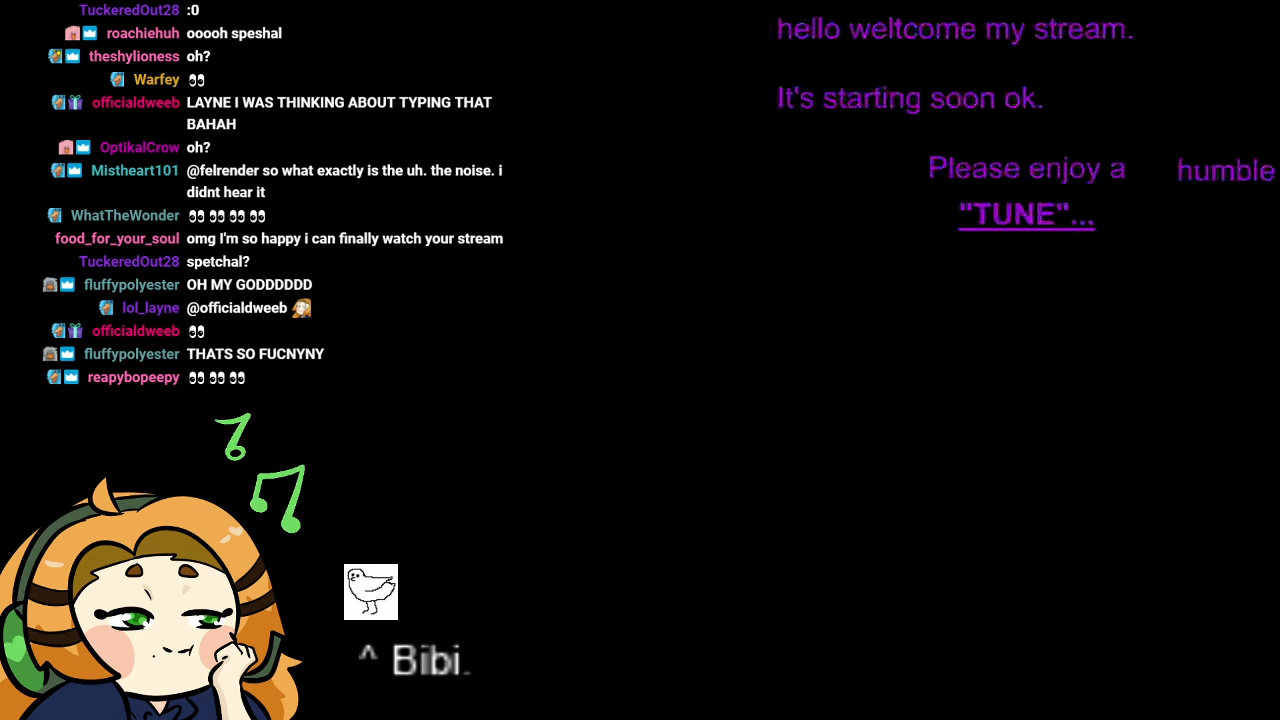 TuckeredOut28 :0
roachiehuh ooooh speshal
theshylioness oh?
Warfey 👀
officialdweeb LAYNE I WAS THINKING ABOUT TYPING THAT
BAHAH
OptikalCrow oh?
Mistheart101 @felrender so what exactly is the uh. the noise. i
didnt hear it
WhatTheWonder 👀 👀 👀 👀
food_for_your_soul omg I'm so happy i can finally watch your stream
TuckeredOut28 spetchal?
fluffypolyester OH MY GODDDDDD
lol_layne @officialdweeb
officialdweeb 👀
fluffypolyester THATS SO FUCNYNY
reapybopeepy 👀 👀 👀
hello weltcome my stream.
It's starting soon ok.
Please enjoy a humble
"TUNE"...
^ Bibi.